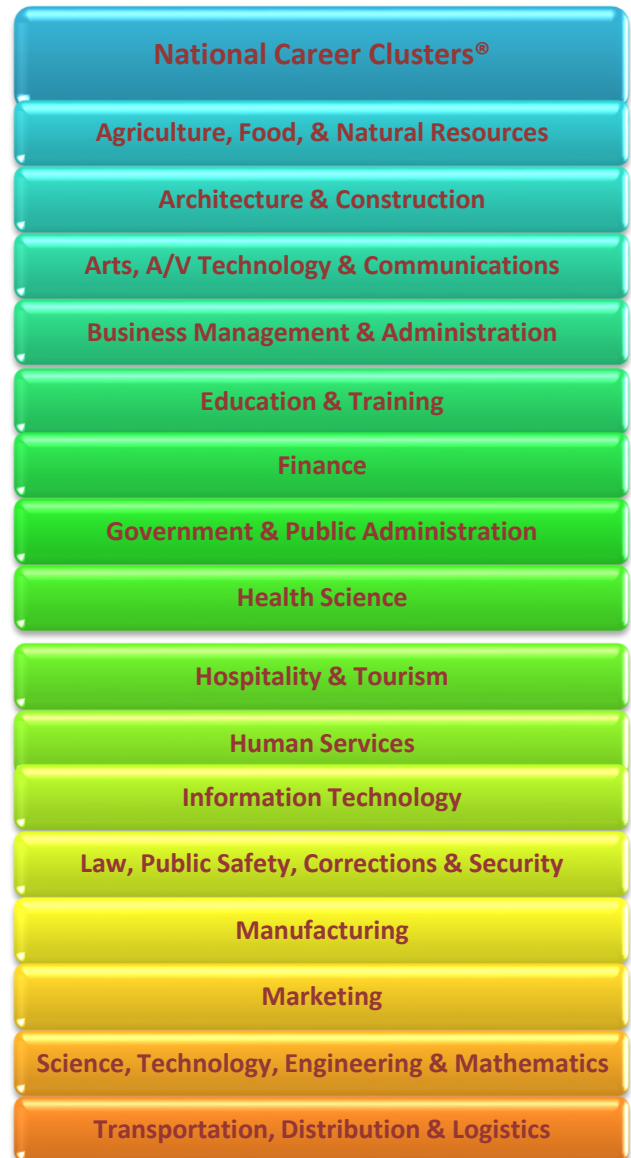 National Career Clusters®
Agriculture, Food, & Natural Resources
Architecture & Construction
Arts, A/V Technology & Communications
Business Management & Administration
Education & Training
Finance
Government & Public Administration
Health Science
Hospitality & Tourism
Human Services
Information Technology
Law, Public Safety, Corrections & Security
Manufacturing
Marketing
Science, Technology, Engineering & Mathematics
Transportation, Distribution & Logistics